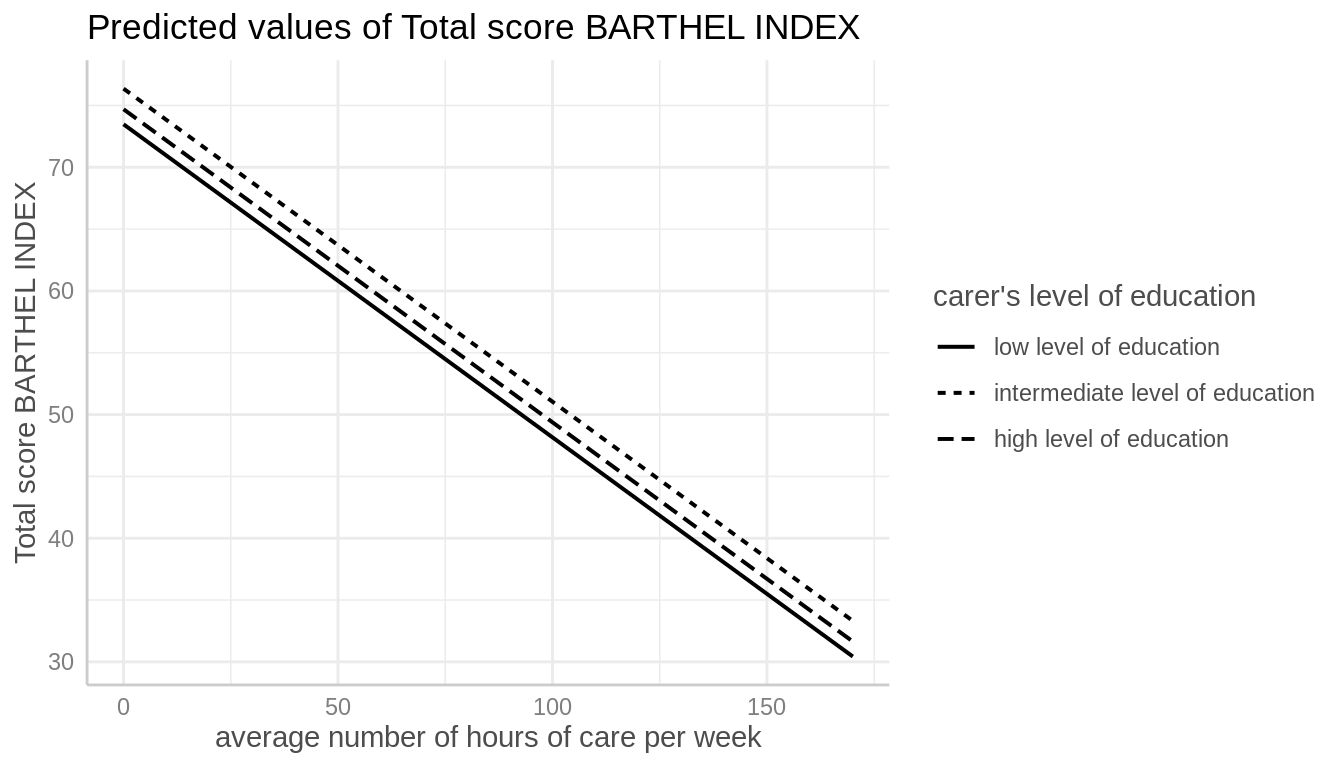 Predicted values of Total score BARTHEL INDEX
Total score BARTHEL INDEX
70
60
50
40
30
0
50
100
150
average number of hours of care per week
carer's level of education
low level of education
intermediate level of education
high level of education